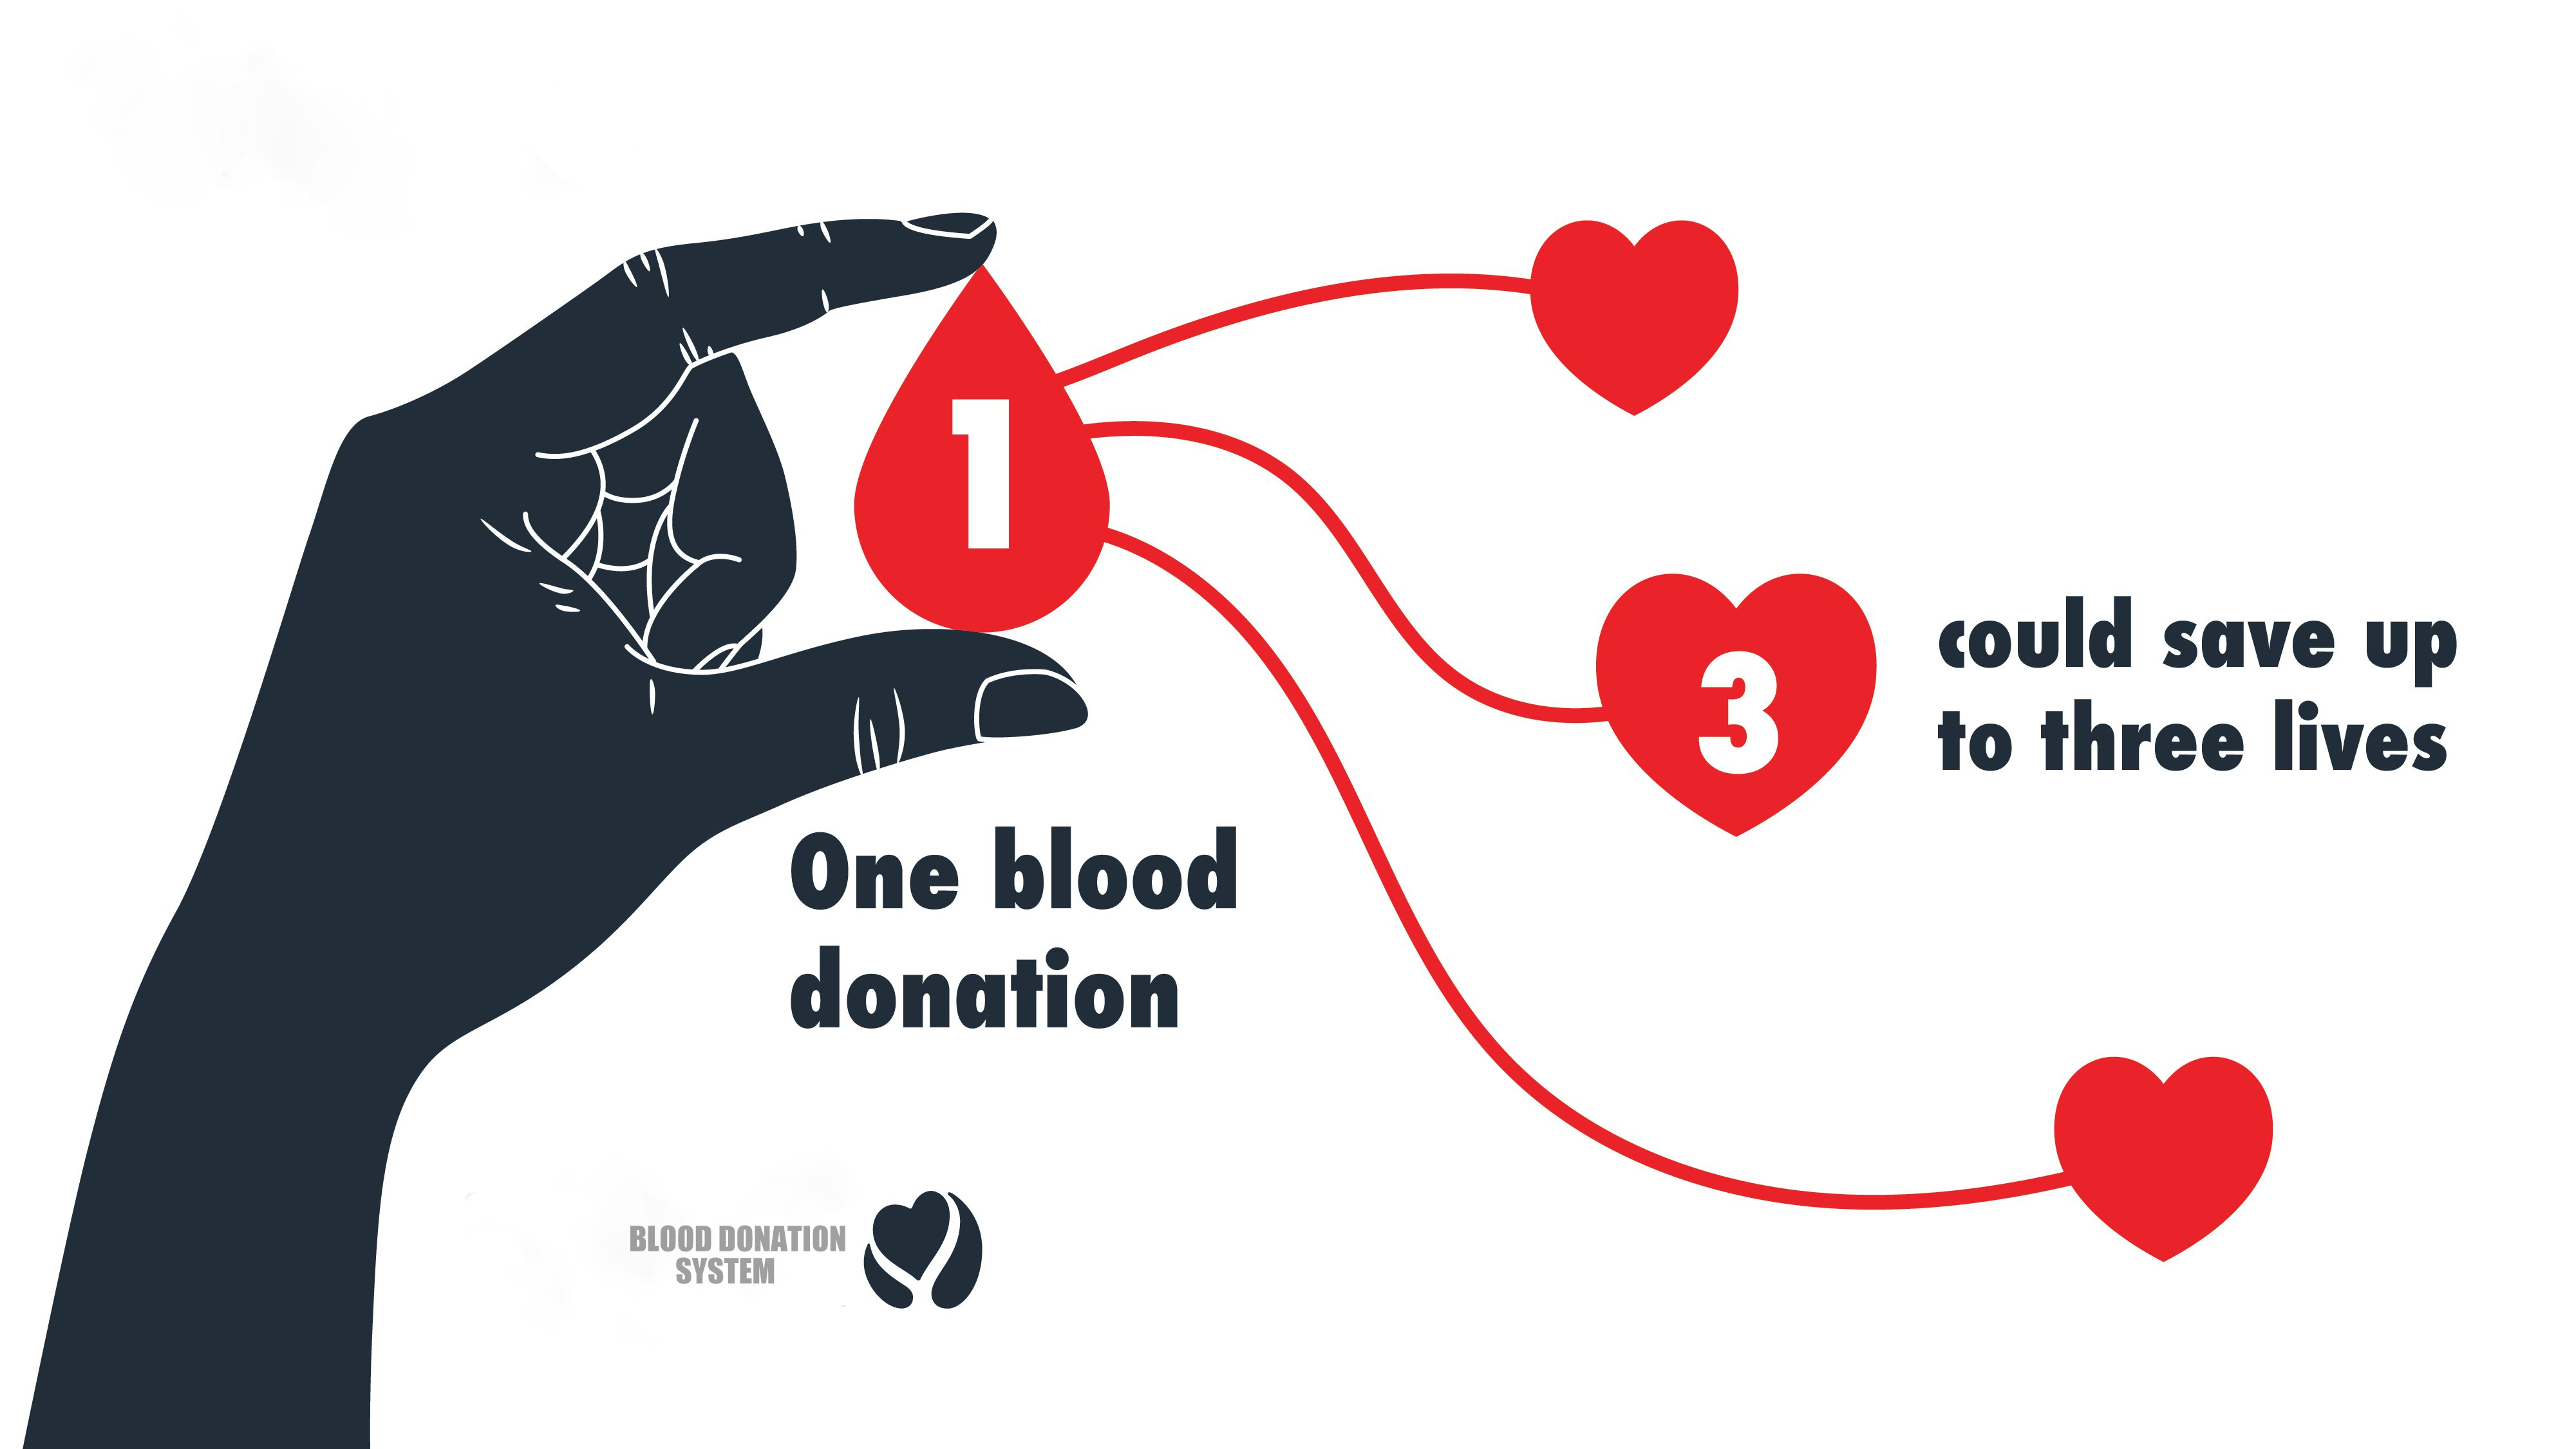 1
One blood
donation
3
could save up
to three lives
BLOOD DONATION
SYSTEM